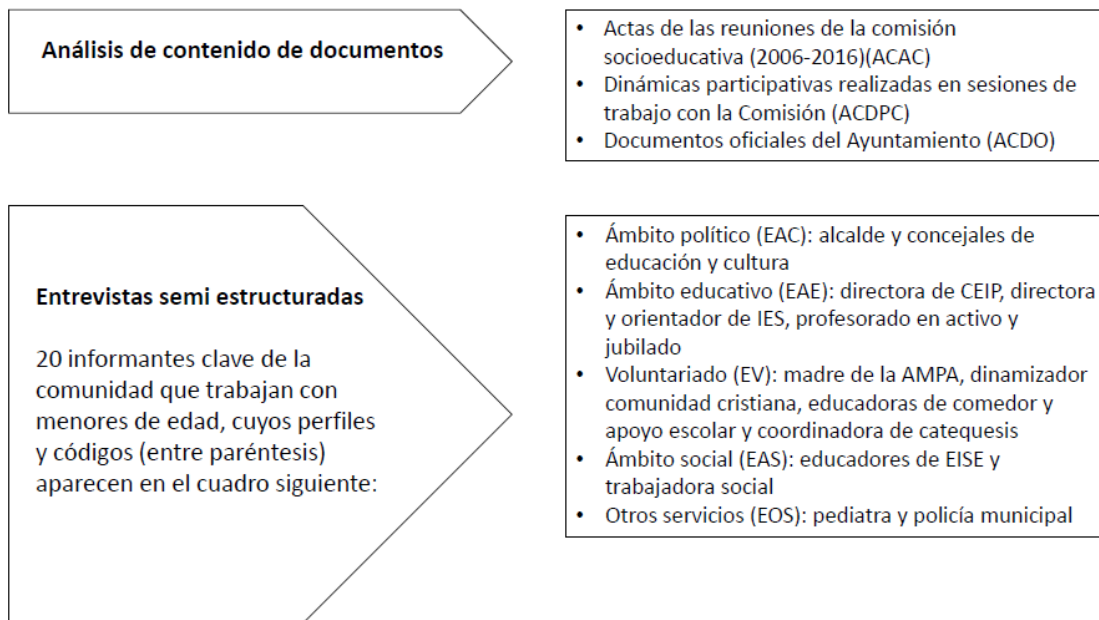 Análisis de contenido de documentos
• Actas de las reuniones de la comisión
socioeducativa (2006-2016)(ACAC)
• Dinámicas participativas realizadas en sesiones de
trabajo con la Comisión (ACDPC)
• Documentos oficiales del Ayuntamiento (ACDO)
Entrevistas semi estructuradas
20 informantes clave de la
comunidad que trabajan con
menores de edad, cuyos perfiles
y códigos (entre paréntesis)
aparecen en el cuadro siguiente:
• Ámbito político (EAC): alcalde y concejales de
educación y cultura
• Ámbito educativo (EAE): directora de CEIP, directora
y orientador de IES, profesorado en activo y
jubilado
• Voluntariado (EV): madre de la AMPA, dinamizador
comunidad cristiana, educadoras de comedor y
apoyo escolar y coordinadora de catequesis
• Ámbito social (EAS): educadores de EISE y
trabajadora social
• Otros servicios (EOS): pediatra y policía municipal